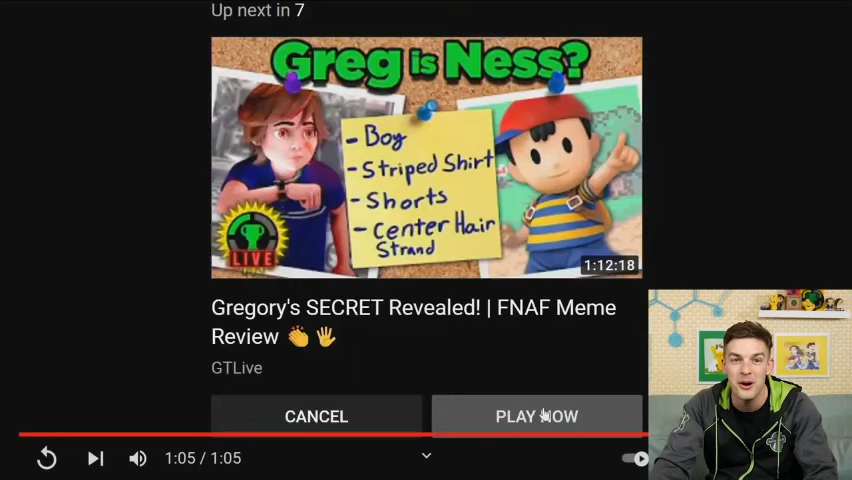 Up next in 7
Greg is Ness?
- Boy
- Striped Shirt
- Shorts
- Center Hair
Strand
LIVE
1:12:18
Gregory's SECRET Revealed! | FNAF Meme
Review 👏 🖐
GTLive
CANCEL
PLAY NOW
1:05 / 1:05